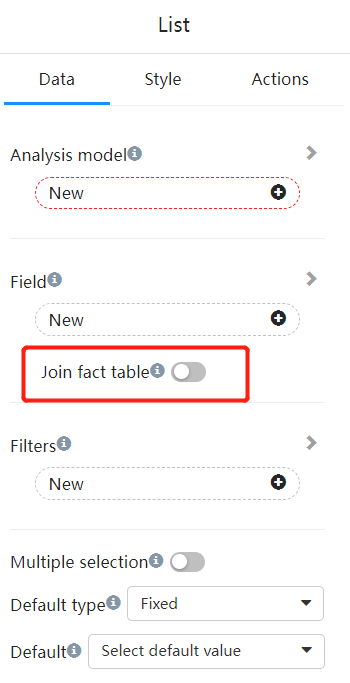 List
Data Style Actions
Analysis model
New
Field
New
Join fact table
Filters
New
Multiple selection
Default type Fixed
Default Select default value